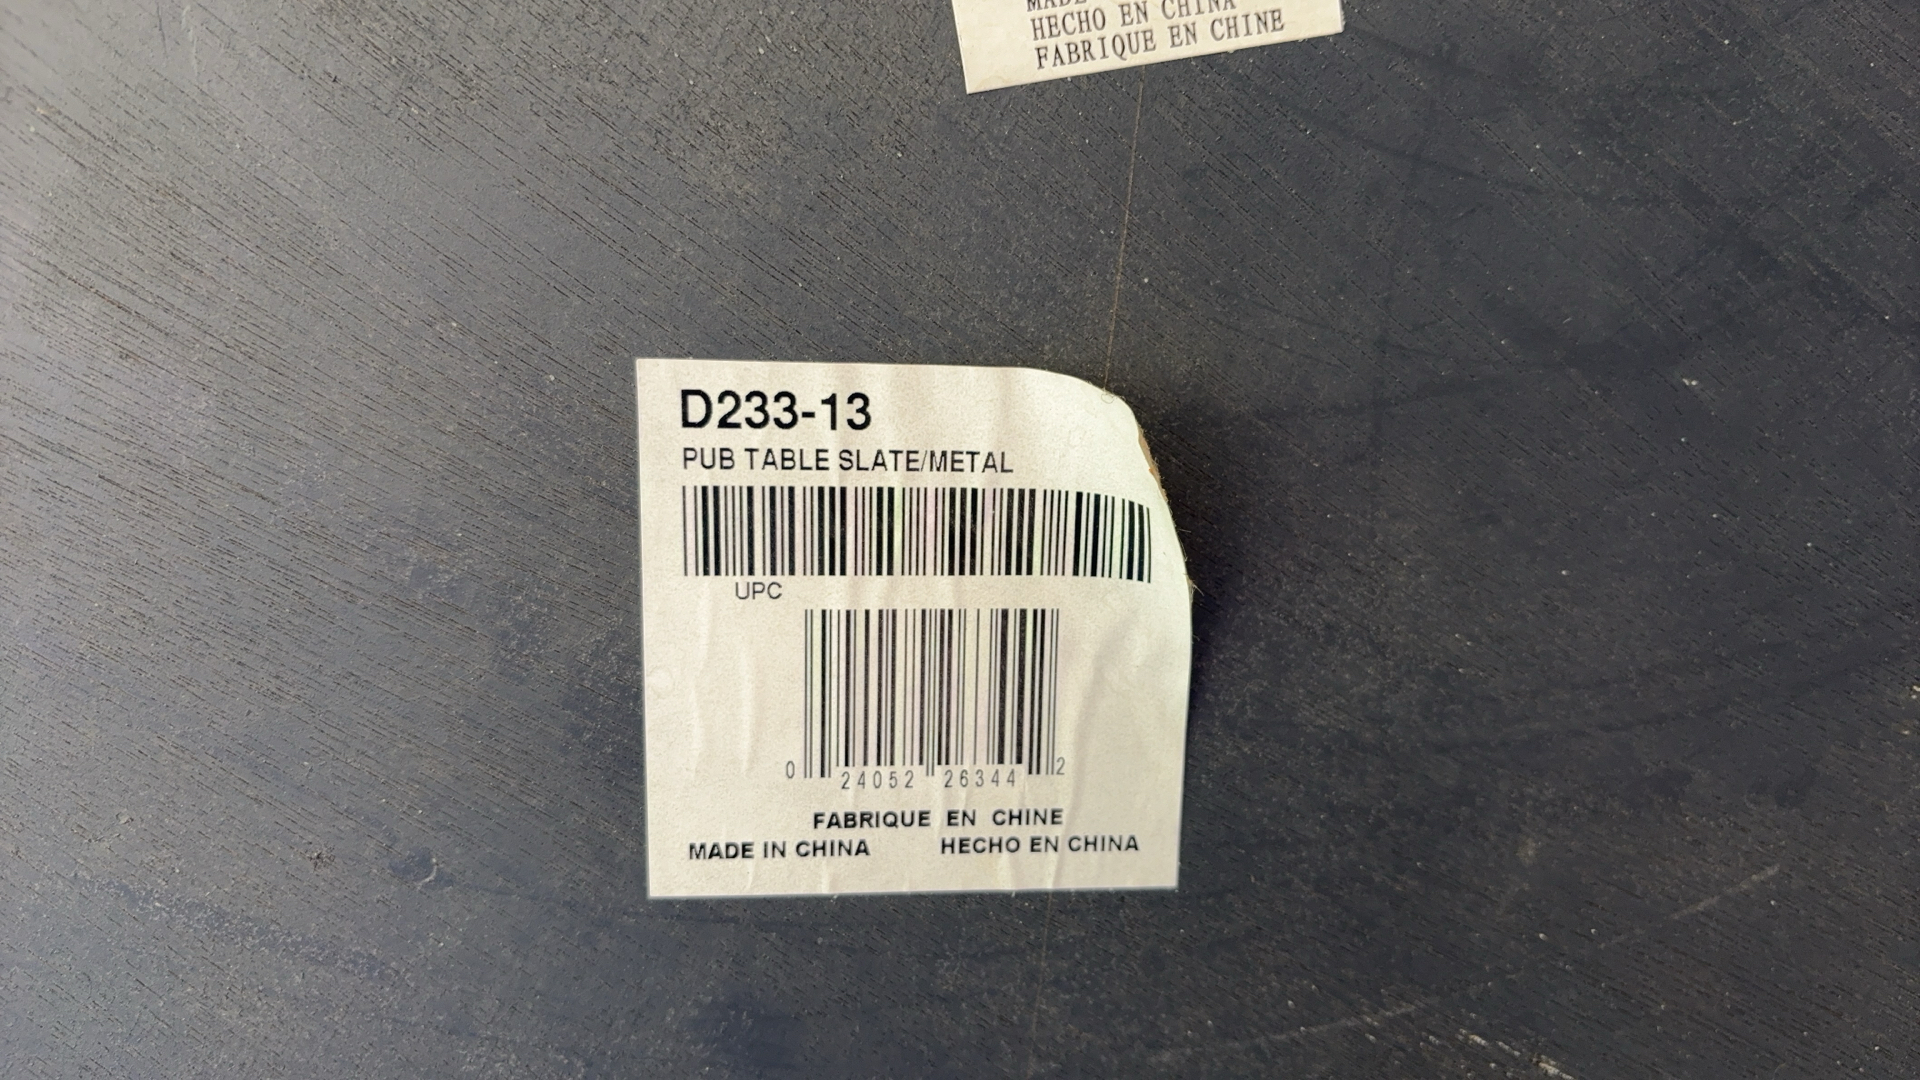 HECHO EN CHINA
FABRIQUE EN CHINE
D233-13
PUB TABLE SLATE/METAL
UPC
0 24052 26344 2
FABRIQUE EN CHINE
MADE IN CHINA HECHO EN CHINA